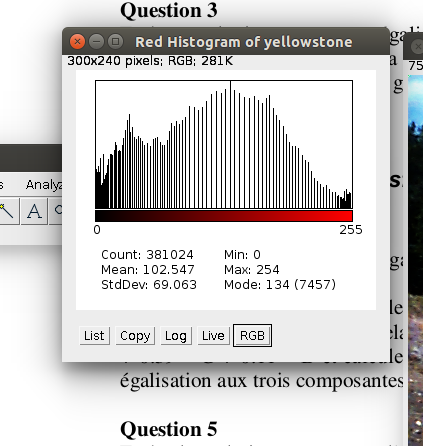 Question 3
égali
Red Histogram of yellowstone
300x240 pixels; RGB; 281K
a
g
75
s
Analyz
A
0
255
Count: 381024
Min: 0
Mean: 102.547
Max: 254
StdDev: 69.063
Mode: 134 (7457)
List
Copy
Log
Live
RGB
égalisation aux trois composantes
Question 5